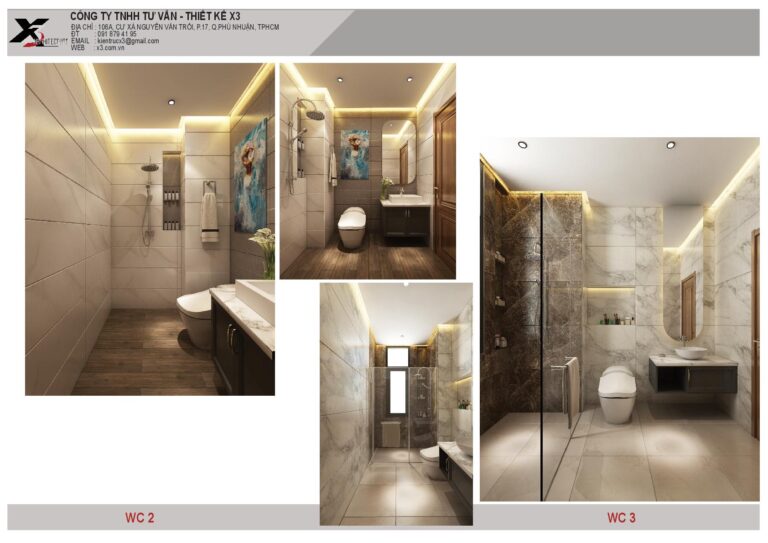 CÔNG TY TNHH TƯ VẤN - THIẾT KẾ X3
ĐỊA CHỈ : 106A, CƯ XÁ NGUYỄN VĂN TRỖI, P.17, Q.PHÚ NHUẬN, TPHCM
ĐT : 091 879 41 95
EMAIL : kientrucx3@gmail.com
WEB : x3.com.vn
WC 2
WC 3